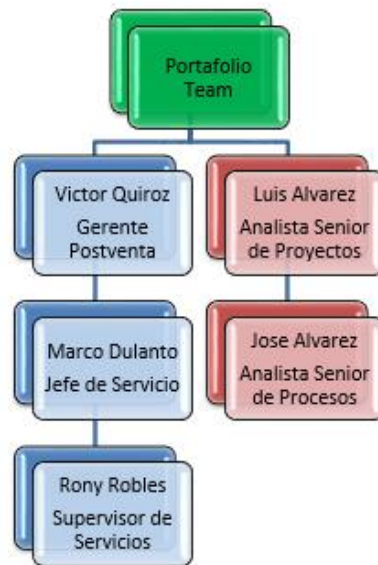 Portafolio
Team
Victor Quiroz
Gerente
Postventa
Luis Alvarez
Analista Senior
de Proyectos
Marco Dulanto
Jefe de Servicio
Jose Alvarez
Analista Senior
de Procesos
Rony Robles
Supervisor de
Servicios